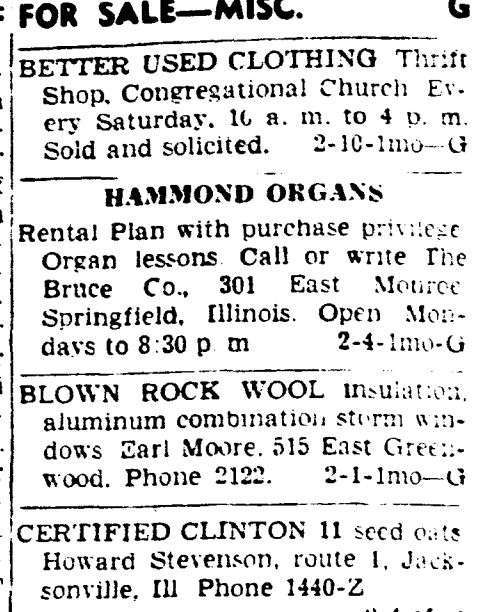 FOR SALE—MISC. G
BETTER USED CLOTHING Thrift
Shop, Congregational Church Ev-
ery Saturday, 10 a. m. to 4 p. m.
Sold and solicited. 2-10-1mo—G
HAMMOND ORGANS
Rental Plan with purchase privilege
Organ lessons Call or write The
Bruce Co., 301 East Monroe
Springfield, Illinois. Open Mon-
days to 8:30 p m 2-4-1mo-G
BLOWN ROCK WOOL insulation,
aluminum combination storm win-
dows Earl Moore, 515 East Green-
wood. Phone 2122. 2-1-1mo—G
CERTIFIED CLINTON 11 seed oats
Howard Stevenson, route 1, Jack-
sonville, Ill Phone 1440-Z